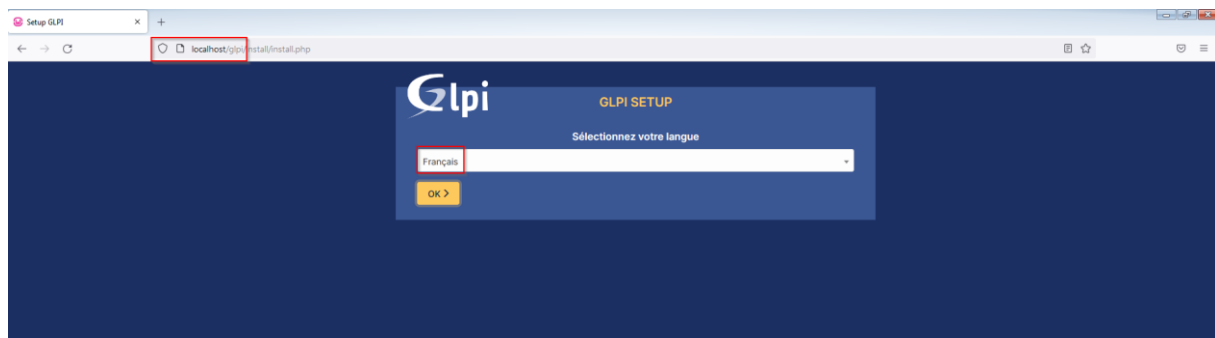 Setup GLPI
localhost/glpi/install/install.php
Glpi
GLPI SETUP
Sélectionnez votre langue
Français
OK >